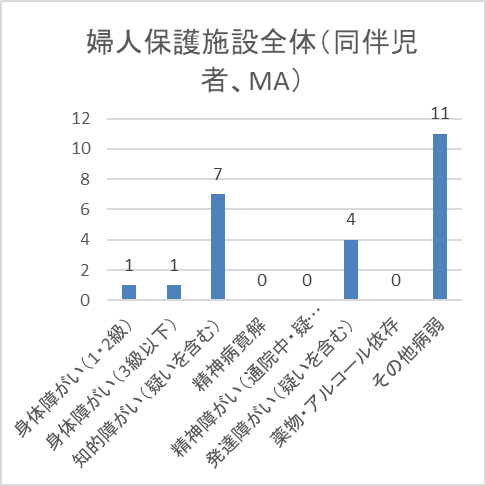 婦人保護施設全体（同伴児
者、MA）
12
10
8
6
4
2
0
1
1
7
0
0
4
0
11
身体障がい（1・2級）
身体障がい（3級以下）
知的障がい（疑いを含む）
精神病寛解
精神障がい（通院中・疑…
発達障がい（疑いを含む）
薬物・アルコール依存
その他病弱